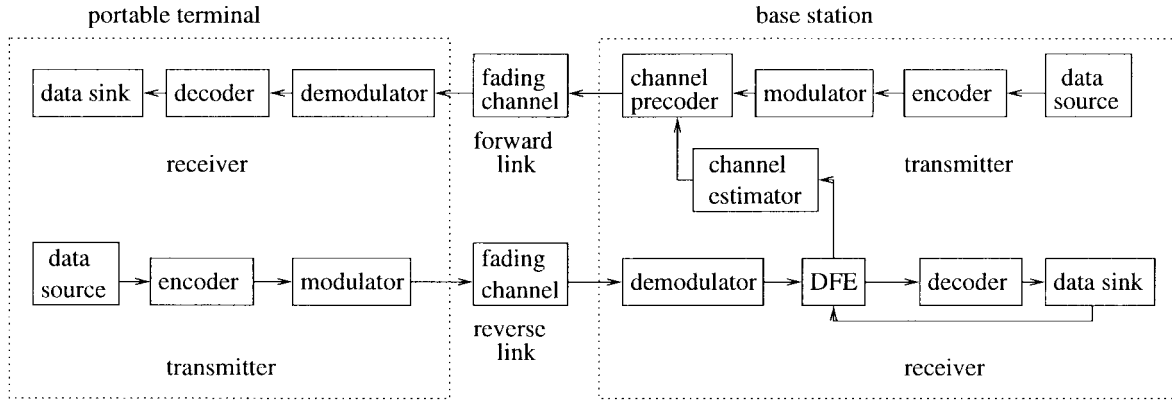 portable terminal
base station
data sink
decoder
demodulator
fading
channel
channel
precoder
modulator
encoder
data
source
receiver
forward
link
channel
estimator
transmitter
data
source
encoder
modulator
fading
channel
demodulator
DFE
decoder
data sink
reverse
link
transmitter
receiver